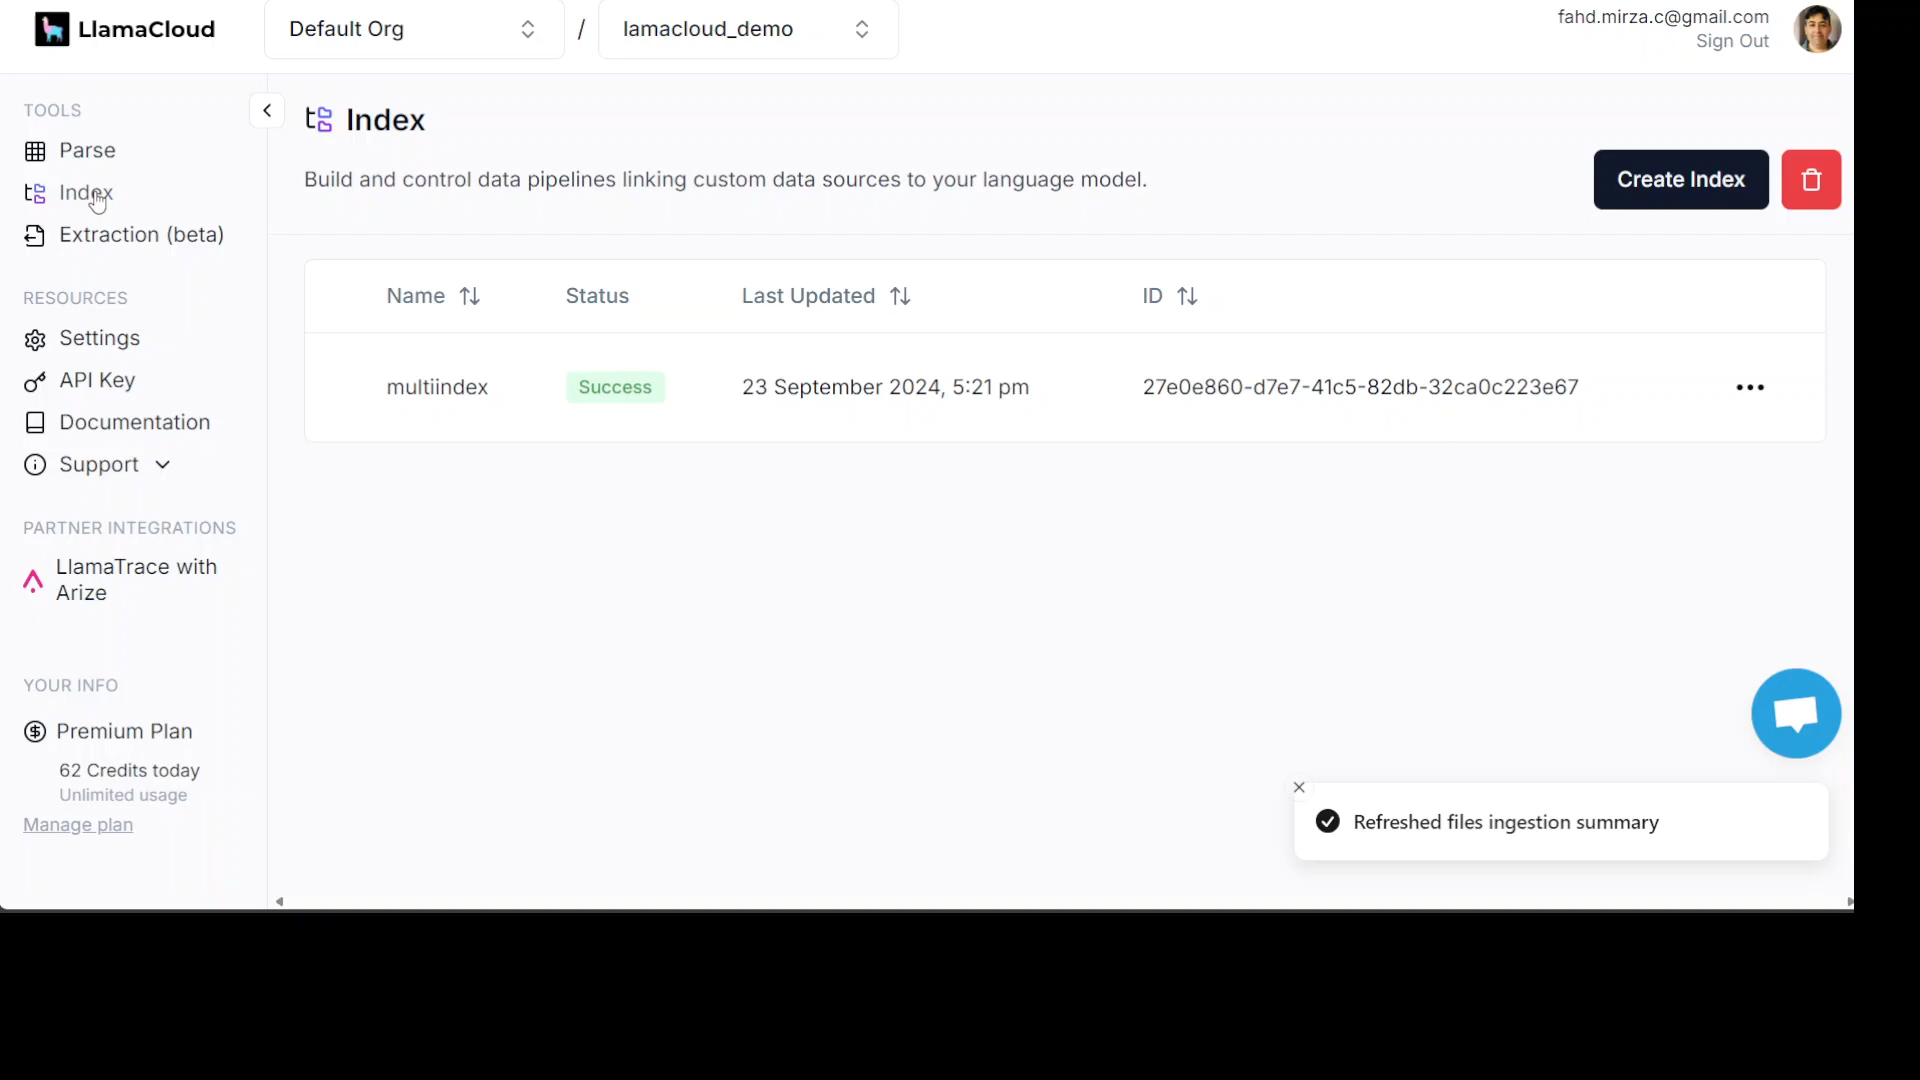 LlamaCloud
Default Org
/
lamacloud_demo
fahd.mirza.c@gmail.com
Sign Out
TOOLS
Parse
Index
Extraction (beta)
RESOURCES
Settings
API Key
Documentation
Support
PARTNER INTEGRATIONS
LlamaTrace with
Arize
YOUR INFO
Premium Plan
62 Credits today
Unlimited usage
Manage plan
Index
Build and control data pipelines linking custom data sources to your language model.
Create Index
Name Status Last Updated ID
multiindex Success 23 September 2024, 5:21 pm 27e0e860-d7e7-41c5-82db-32ca0c223e67
Refreshed files ingestion summary